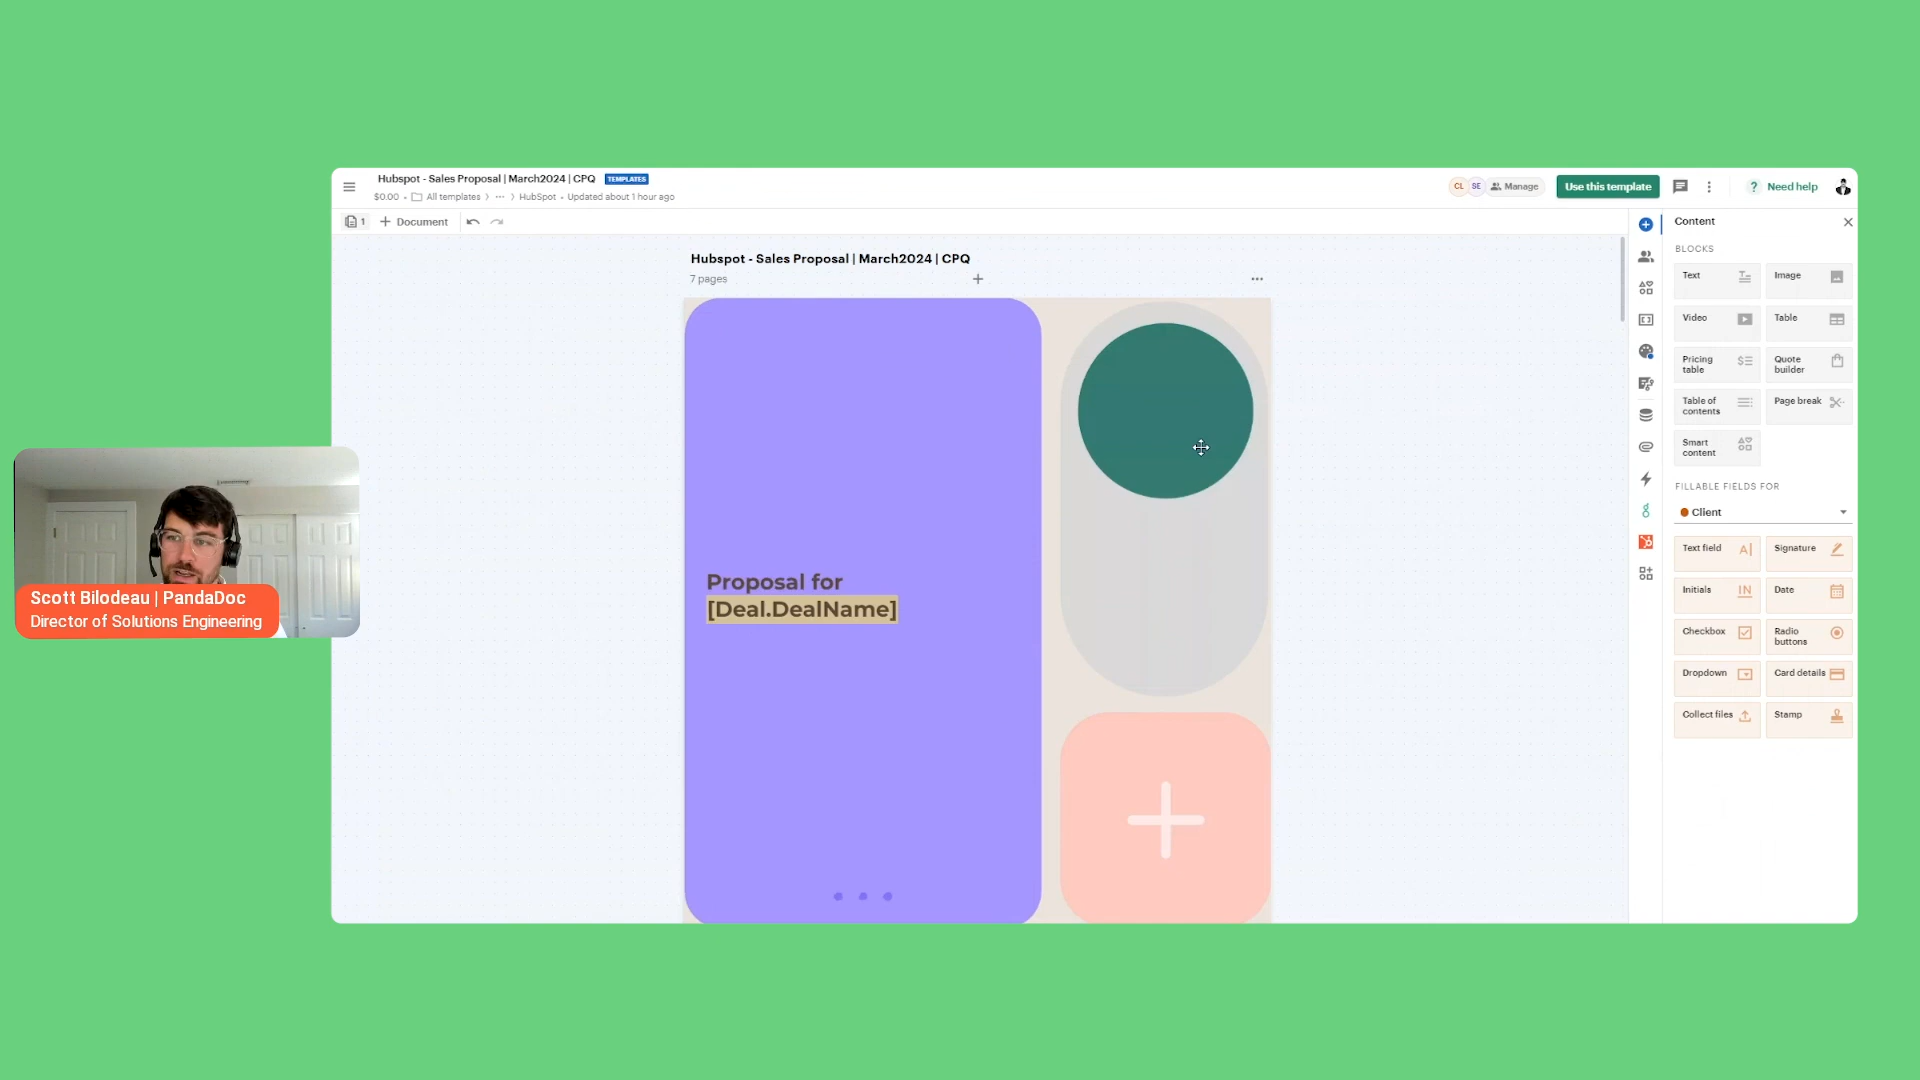 Hubspot - Sales Proposal | March2024 | CPQ TEMPLATES
$0.00 • All templates > ··· > HubSpot • Updated about 1 hour ago
CL SE Manage Use this template ? Need help
1 + Document
Hubspot - Sales Proposal | March2024 | CPQ
7 pages
Proposal for
[Deal.DealName]
Scott Bilodeau | PandaDoc
Director of Solutions Engineering
Content
BLOCKS
Text
Image
Video
Table
Pricing
table
Quote
builder
Table of
contents
Page break
Smart
content
FILLABLE FIELDS FOR
Client
Text field A|
Signature
Initials IN
Date
Checkbox
Radio
buttons
Dropdown
Card details
Collect files
Stamp